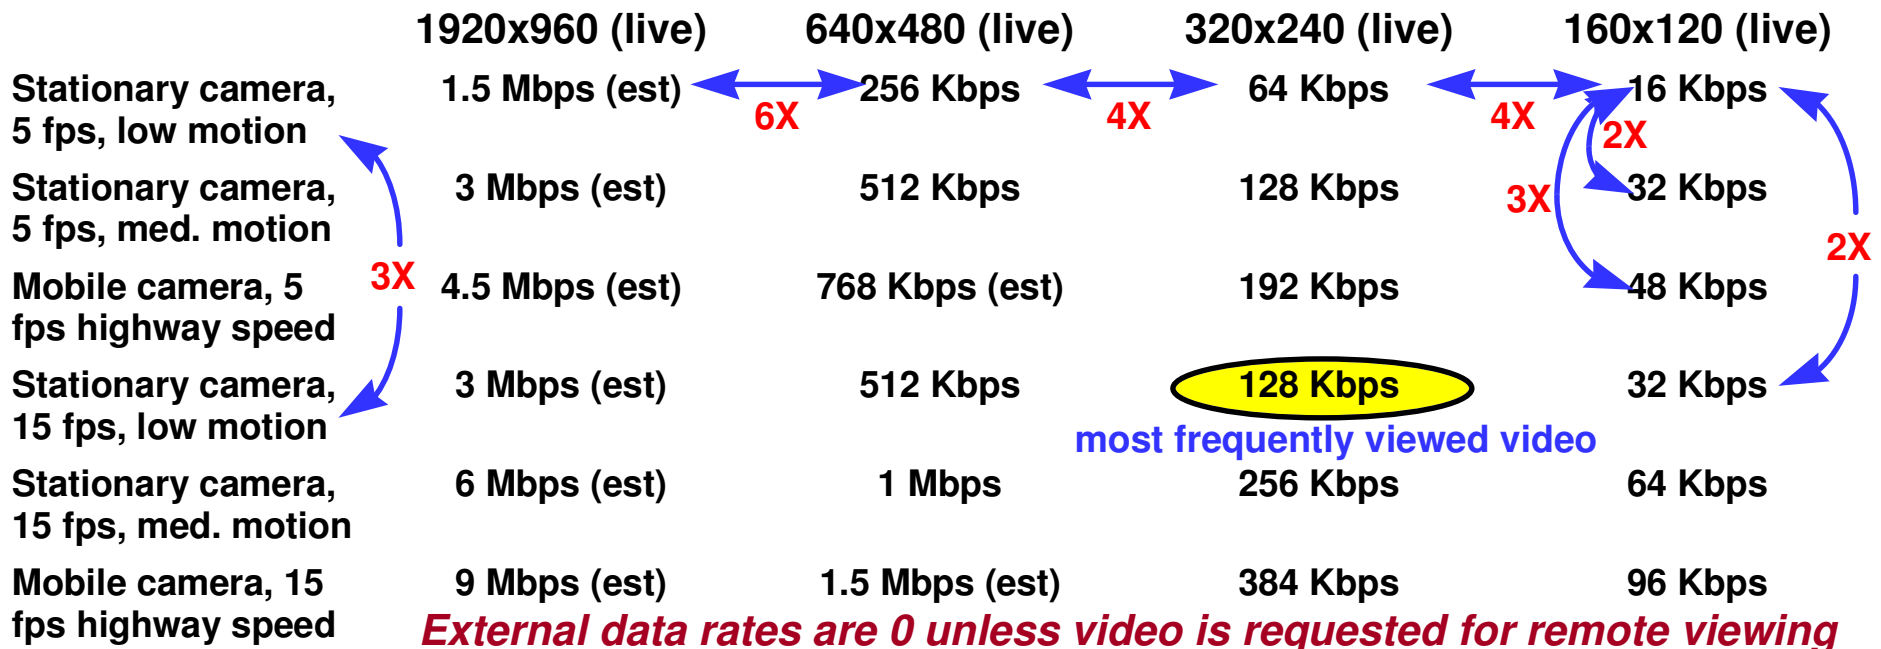 1920x960 (live) 640x480 (live) 320x240 (live) 160x120 (live)
Stationary camera, 1.5 Mbps (est) 256 Kbps 64 Kbps 16 Kbps
6X 4X 4X
5 fps, low motion 2X
Stationary camera, 3 Mbps (est) 512 Kbps 128 Kbps 32 Kbps
3X
5 fps, med. motion
2X
Mobile camera, 5 3X 4.5 Mbps (est) 768 Kbps (est) 192 Kbps 48 Kbps
fps highway speed
Stationary camera, 3 Mbps (est) 512 Kbps 128 Kbps 32 Kbps
15 fps, low motion
most frequently viewed video
Stationary camera, 6 Mbps (est) 1 Mbps 256 Kbps 64 Kbps
15 fps, med. motion
Mobile camera, 15 9 Mbps (est) 1.5 Mbps (est) 384 Kbps 96 Kbps
fps highway speed
External data rates are 0 unless video is requested for remote viewing